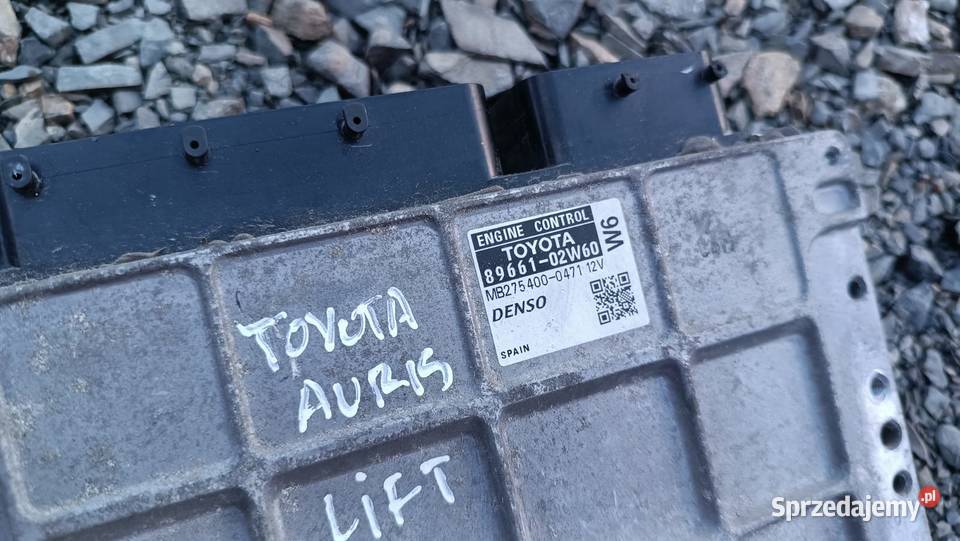 ENGINE CONTROL
TOYOTA
89661-02W60
W6
MB275400-0471 12V
DENSO
SPAIN
TOYOTA
AURIS
LiFT
Sprzedajemy.pl